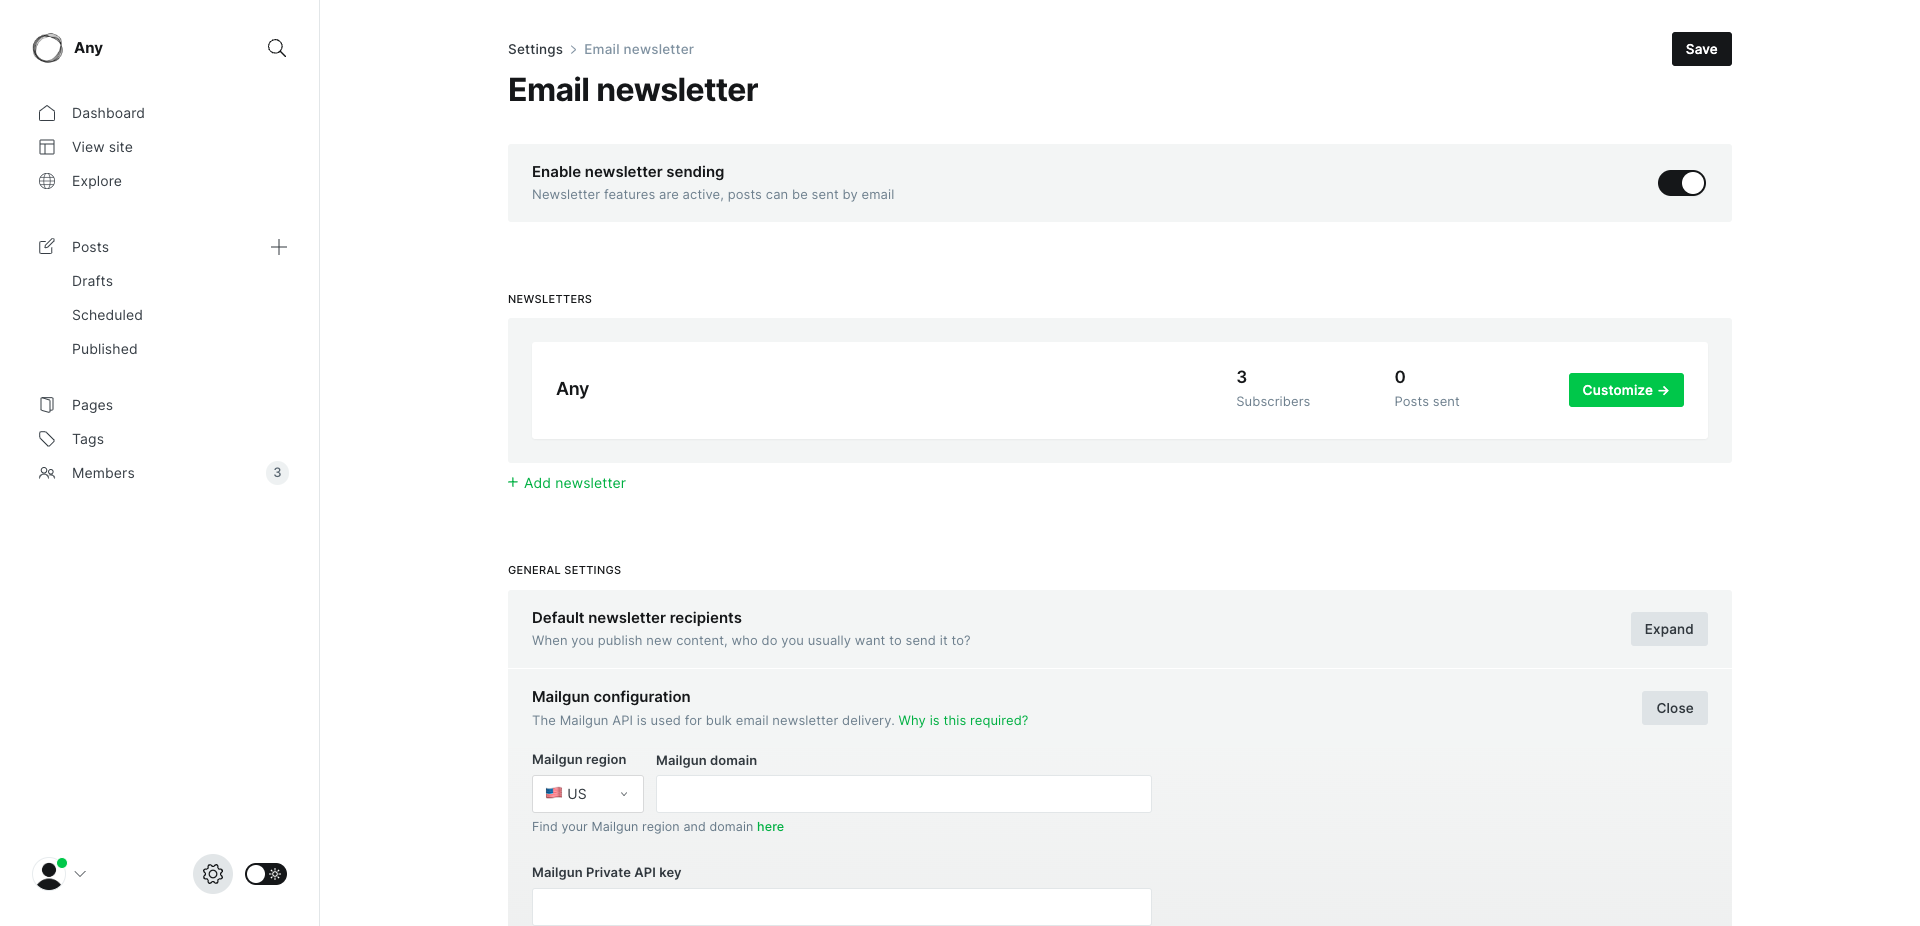 Any
Dashboard
View site
Explore
Posts
Drafts
Scheduled
Published
Pages
Tags
Members 3
Settings > Email newsletter
Save
Email newsletter
Enable newsletter sending
Newsletter features are active, posts can be sent by email
NEWSLETTERS
Any
3
Subscribers
0
Posts sent
Customize →
+ Add newsletter
GENERAL SETTINGS
Default newsletter recipients
When you publish new content, who do you usually want to send it to?
Expand
Mailgun configuration
The Mailgun API is used for bulk email newsletter delivery. Why is this required?
Close
Mailgun region
Mailgun domain
US
Find your Mailgun region and domain here
Mailgun Private API key